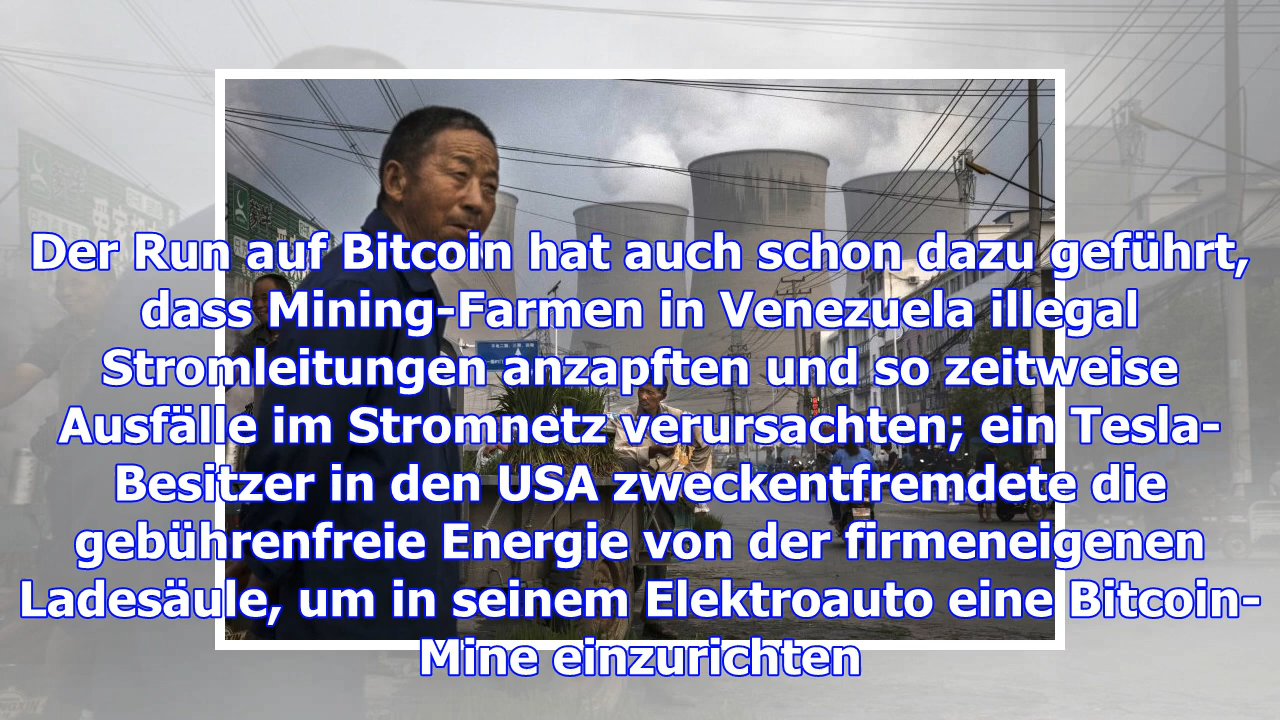 Der Run auf Bitcoin hat auch schon dazu geführt,
dass Mining-Farmen in Venezuela illegal
Stromleitungen anzapften und so zeitweise
Ausfälle im Stromnetz verursachten; ein Tesla-
Besitzer in den USA zweckentfremdete die
gebührenfreie Energie von der firmeneigenen
Ladesäule, um in seinem Elektroauto eine Bitcoin-
Mine einzurichten